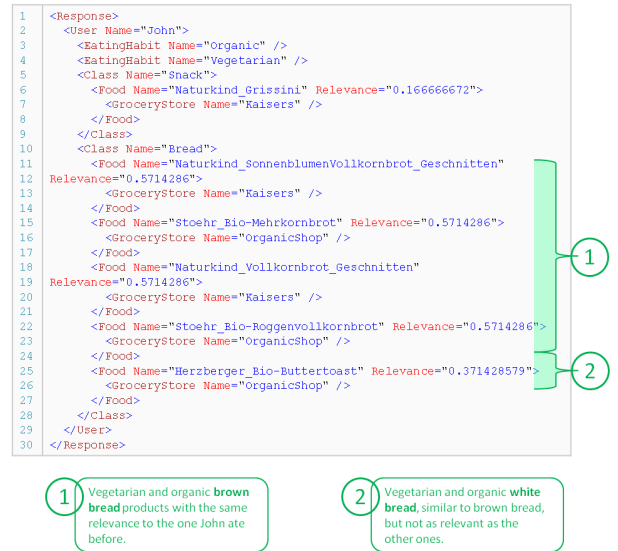 1 <Response>
2 <User Name="John">
3 <EatingHabit Name="Organic" />
4 <EatingHabit Name="Vegetarian" />
5 <Class Name="Snack">
6 <Food Name="Naturkind_Grissini" Relevance="0.166666672">
7 <GroceryStore Name="Kaisers" />
8 </Food>
9 </Class>
10 <Class Name="Bread">
11 <Food Name="Naturkind_SonnenblumenVollkornbrot_Geschnitten"
12 Relevance="0.5714286">
13 <GroceryStore Name="Kaisers" />
14 </Food>
15 <Food Name="Stoehr_Bio-Mehrkornbrot" Relevance="0.5714286">
16 <GroceryStore Name="OrganicShop" />
17 </Food>
18 <Food Name="Naturkind_Vollkornbrot_Geschnitten"
19 Relevance="0.5714286">
20 <GroceryStore Name="Kaisers" />
21 </Food>
22 <Food Name="Stoehr_Bio-Roggenvollkornbrot" Relevance="0.5714286">
23 <GroceryStore Name="OrganicShop" />
24 </Food>
25 <Food Name="Herzberger_Bio-Buttertoast" Relevance="0.371428579">
26 <GroceryStore Name="OrganicShop" />
27 </Food>
28 </Class>
29 </User>
30 </Response>
1
2
1
Vegetarian and organic brown
bread products with the same
relevance to the one John ate
before.
2
Vegetarian and organic white
bread, similar to brown bread,
but not as relevant as the
other ones.